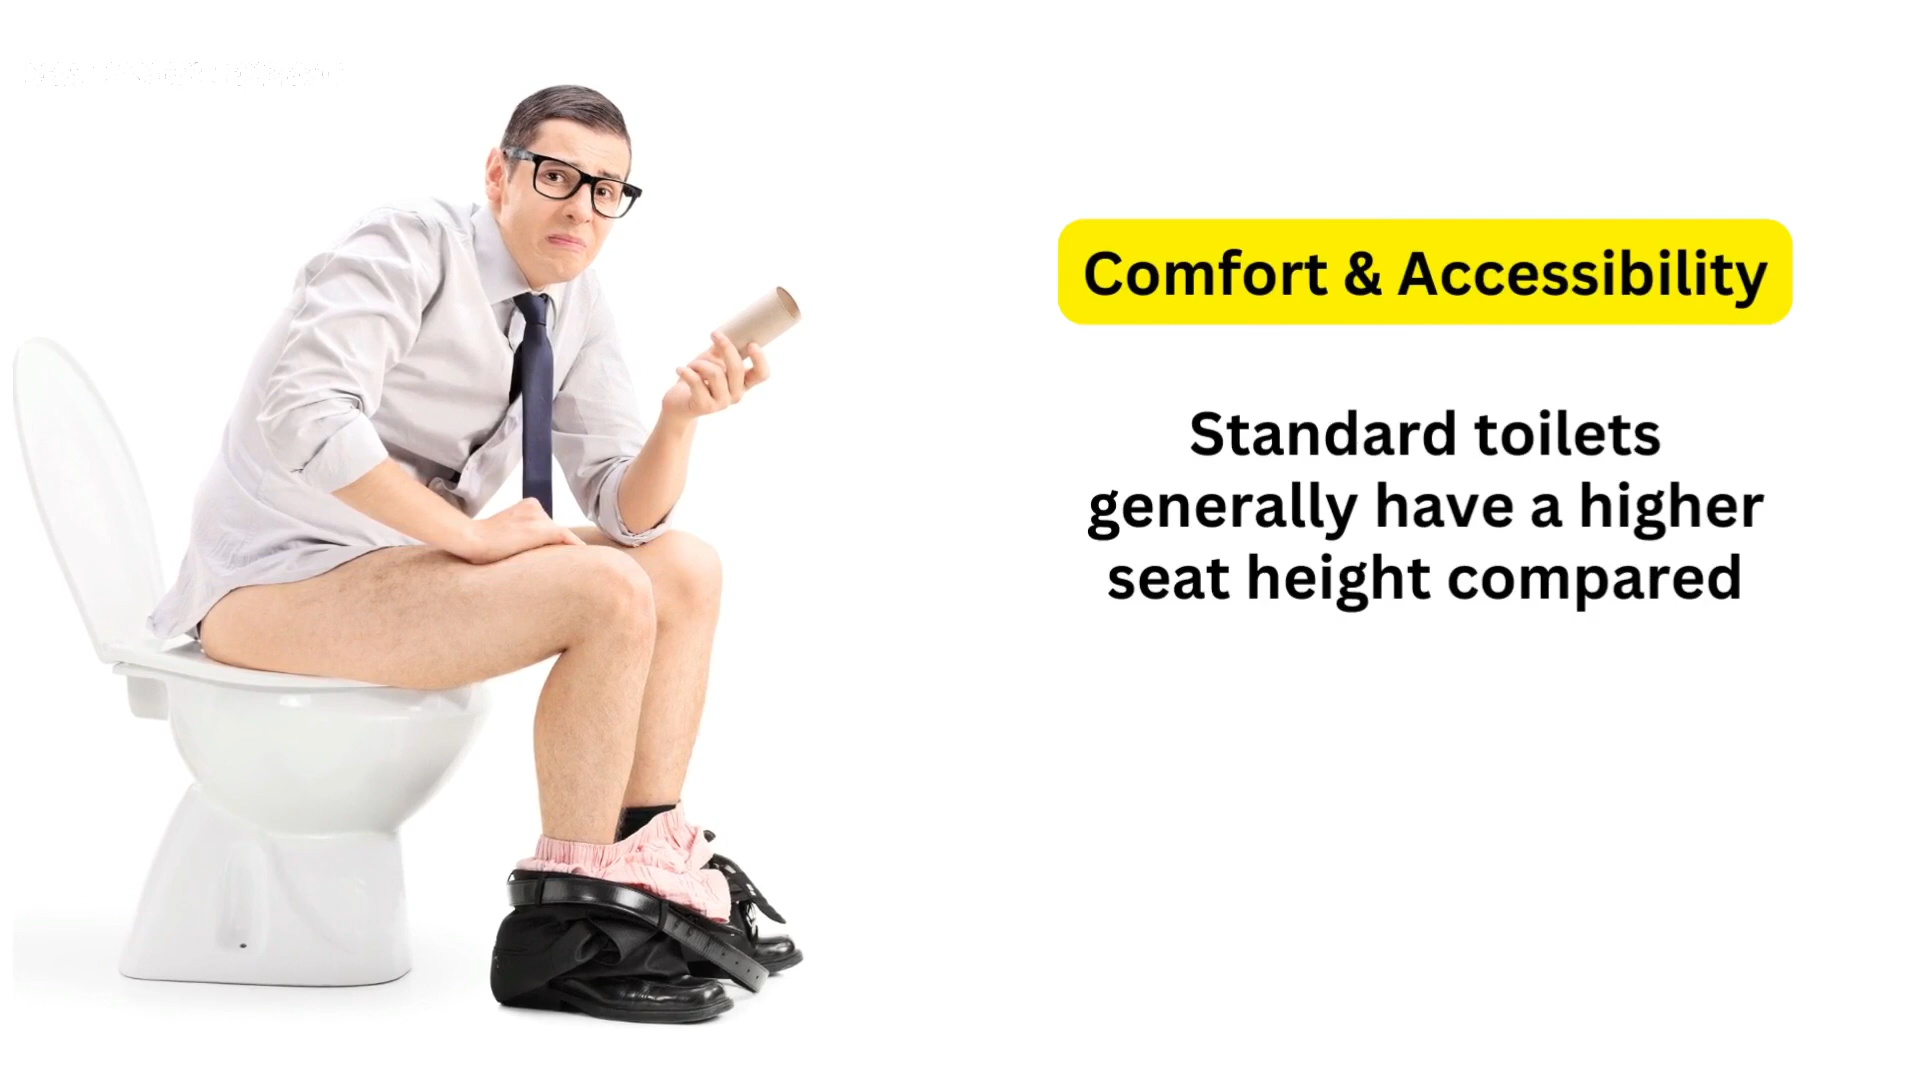 Comfort & Accessibility
Standard toilets
generally have a higher
seat height compared